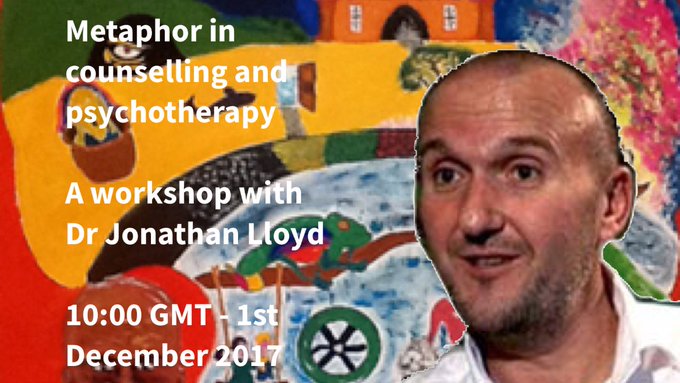 Metaphor in
counselling and
psychotherapy
A workshop with
Dr Jonathan Lloyd
10:00 GMT - 1st
December 2017